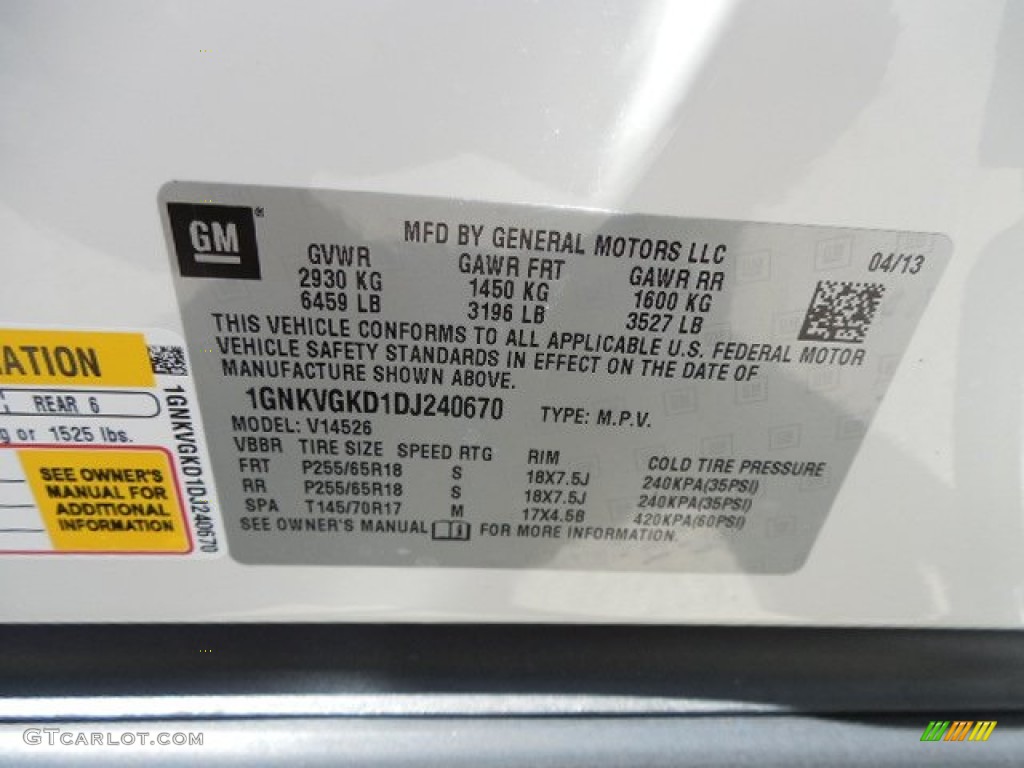 GM®
MFD BY GENERAL MOTORS LLC
04/13
GVWR GAWR FRT GAWR RR
2930 KG 1450 KG 1600 KG
6459 LB 3196 LB 3527 LB
THIS VEHICLE CONFORMS TO ALL APPLICABLE U.S. FEDERAL MOTOR
VEHICLE SAFETY STANDARDS IN EFFECT ON THE DATE OF
MANUFACTURE SHOWN ABOVE.
1GNKVGKD1DJ240670 TYPE: M.P.V.
MODEL: V14526
VBBR TIRE SIZE SPEED RTG RIM COLD TIRE PRESSURE
FRT P255/65R18 S 18X7.5J 240KPA(35PSI)
RR P255/65R18 S 18X7.5J 240KPA(35PSI)
SPA T145/70R17 M 17X4.5B 420KPA(60PSI)
SEE OWNER'S MANUAL i FOR MORE INFORMATION.
ATION
REAR 6
g or 1525 lbs.
SEE OWNER'S
MANUAL FOR
ADDITIONAL
INFORMATION
1GNKVGKD1DJ240670
GTCarlot.com